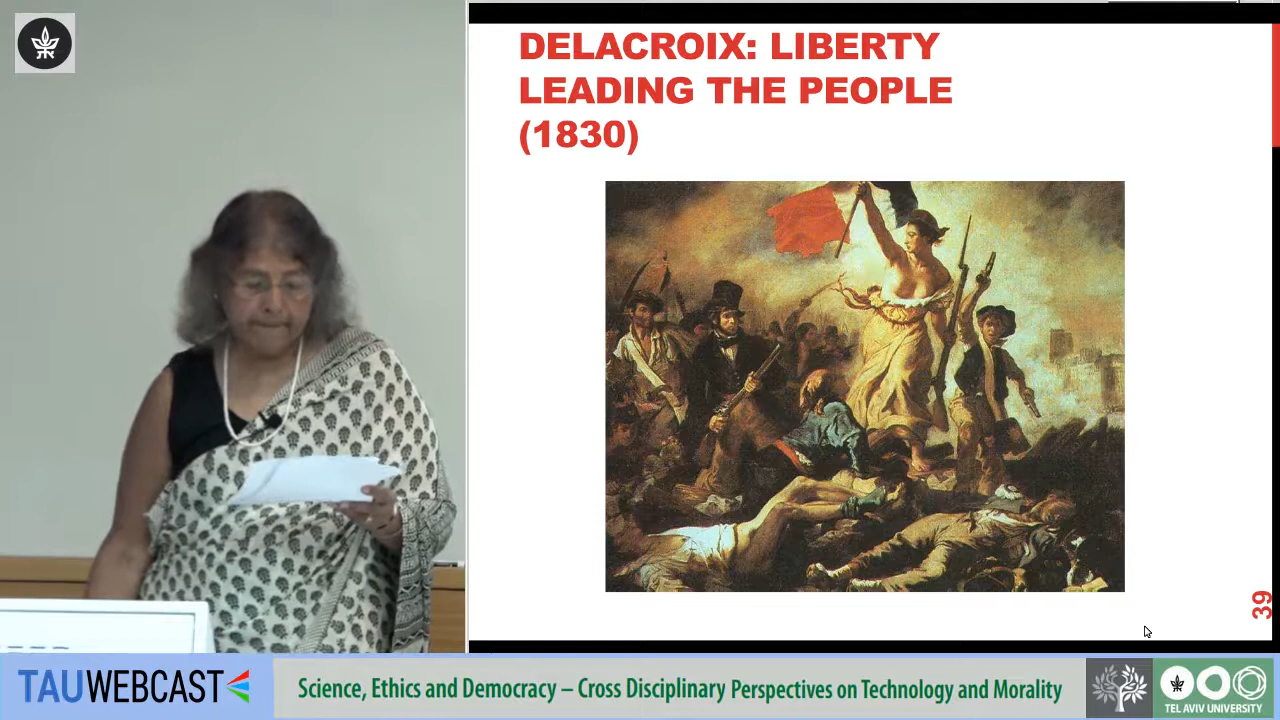 DELACROIX: LIBERTY
LEADING THE PEOPLE
(1830)
39
TAUWEBCAST
Science, Ethics and Democracy – Cross Disciplinary Perspectives on Technology and Morality
TEL AVIV UNIVERSITY